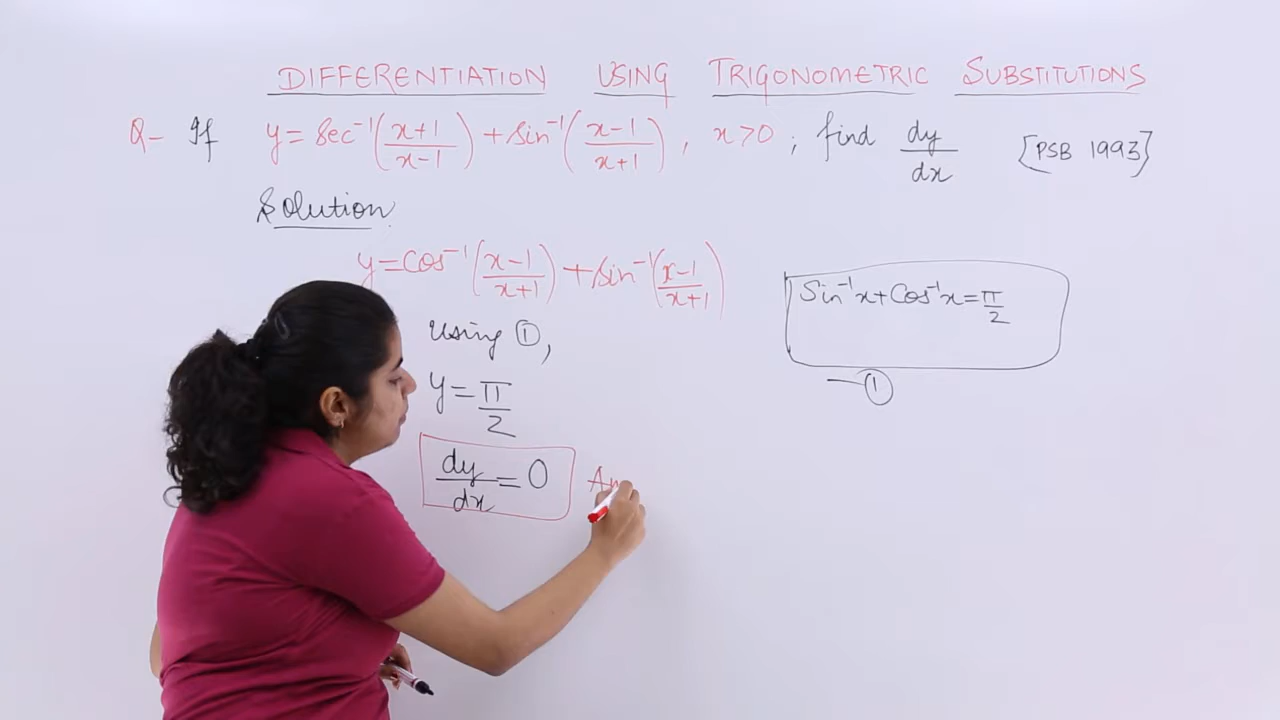 DIFFERENTIATION USING TRIGONOMETRIC SUBSTITUTIONS
Q- If y = sec⁻¹((x+1)/(x-1)) + sin⁻¹((x-1)/(x+1)), x>0; find dy/dx [PSB 1993]
Solution
y = cos⁻¹((x-1)/(x+1)) + sin⁻¹((x-1)/(x+1))
Sin⁻¹x + Cos⁻¹x = π/2
— ①
Using ①,
y = π/2
dy/dx = 0